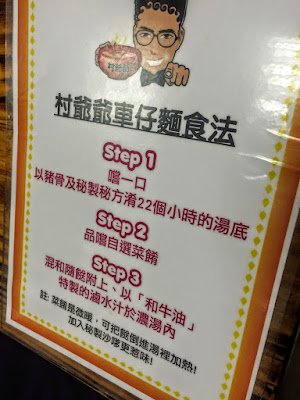 村爺爺車仔麵食法
Step 1
嚐一口
以豬骨及秘製秘方淆22個小時的湯底
Step 2
品嚐自選菜餚
Step 3
混和隨餸附上、以「和牛油」
特製的滷水汁於濃湯內
註: 菜餚是微暖，可把餸倒進湯裡加熱!
加入秘製沙嗲更惹味!